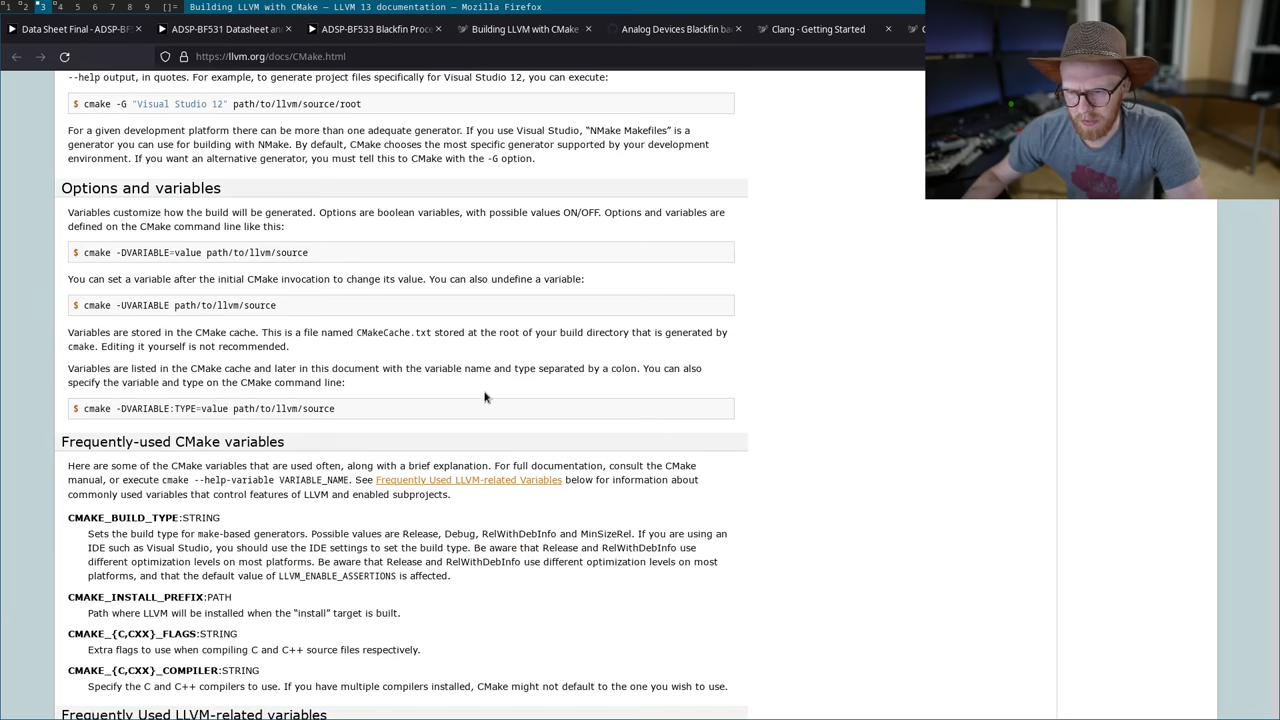 1 2 3 4 5 6 7 8 9 []= Building LLVM with CMake — LLVM 13 documentation — Mozilla Firefox
Data Sheet Final - ADSP-BF5 ADSP-BF531 Datasheet an ADSP-BF533 Blackfin Proce Building LLVM with CMake Analog Devices Blackfin ba Clang - Getting Started
https://llvm.org/docs/CMake.html
--help output, in quotes. For example, to generate project files specifically for Visual Studio 12, you can execute:
$ cmake -G "Visual Studio 12" path/to/llvm/source/root
For a given development platform there can be more than one adequate generator. If you use Visual Studio, “NMake Makefiles” is a
generator you can use for building with NMake. By default, CMake chooses the most specific generator supported by your development
environment. If you want an alternative generator, you must tell this to CMake with the -G option.
Options and variables
Variables customize how the build will be generated. Options are boolean variables, with possible values ON/OFF. Options and variables are
defined on the CMake command line like this:
$ cmake -DVARIABLE=value path/to/llvm/source
You can set a variable after the initial CMake invocation to change its value. You can also undefine a variable:
$ cmake -UVARIABLE path/to/llvm/source
Variables are stored in the CMake cache. This is a file named CMakeCache.txt stored at the root of your build directory that is generated by
cmake. Editing it yourself is not recommended.
Variables are listed in the CMake cache and later in this document with the variable name and type separated by a colon. You can also
specify the variable and type on the CMake command line:
$ cmake -DVARIABLE:TYPE=value path/to/llvm/source
Frequently-used CMake variables
Here are some of the CMake variables that are used often, along with a brief explanation. For full documentation, consult the CMake
manual, or execute cmake --help-variable VARIABLE_NAME. See Frequently Used LLVM-related Variables below for information about
commonly used variables that control features of LLVM and enabled subprojects.
CMAKE_BUILD_TYPE:STRING
Sets the build type for make-based generators. Possible values are Release, Debug, RelWithDebInfo and MinSizeRel. If you are using an
IDE such as Visual Studio, you should use the IDE settings to set the build type. Be aware that Release and RelWithDebInfo use
different optimization levels on most platforms. Be aware that Release and RelWithDebInfo use different optimization levels on most
platforms, and that the default value of LLVM_ENABLE_ASSERTIONS is affected.
CMAKE_INSTALL_PREFIX:PATH
Path where LLVM will be installed when the “install” target is built.
CMAKE_{C,CXX}_FLAGS:STRING
Extra flags to use when compiling C and C++ source files respectively.
CMAKE_{C,CXX}_COMPILER:STRING
Specify the C and C++ compilers to use. If you have multiple compilers installed, CMake might not default to the one you wish to use.
Frequently Used LLVM-related variables